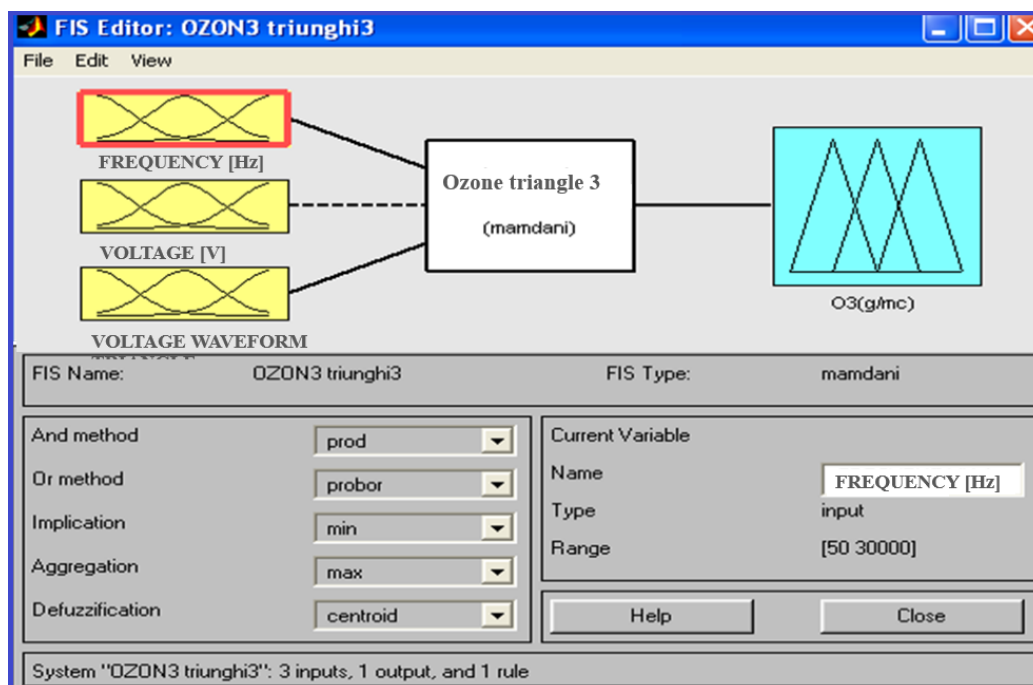 FIS Editor: OZON3 triunghi3
File Edit View
FREQUENCY [Hz]
VOLTAGE [V]
VOLTAGE WAVEFORM
Ozone triangle 3
(mamdani)
O3(g/mc)
FIS Name: OZON3 triunghi3 FIS Type: mamdani
And method prod
Or method probor
Implication min
Aggregation max
Defuzzification centroid
Current Variable
Name FREQUENCY [Hz]
Type input
Range [50 30000]
Help Close
System "OZON3 triunghi3": 3 inputs, 1 output, and 1 rule